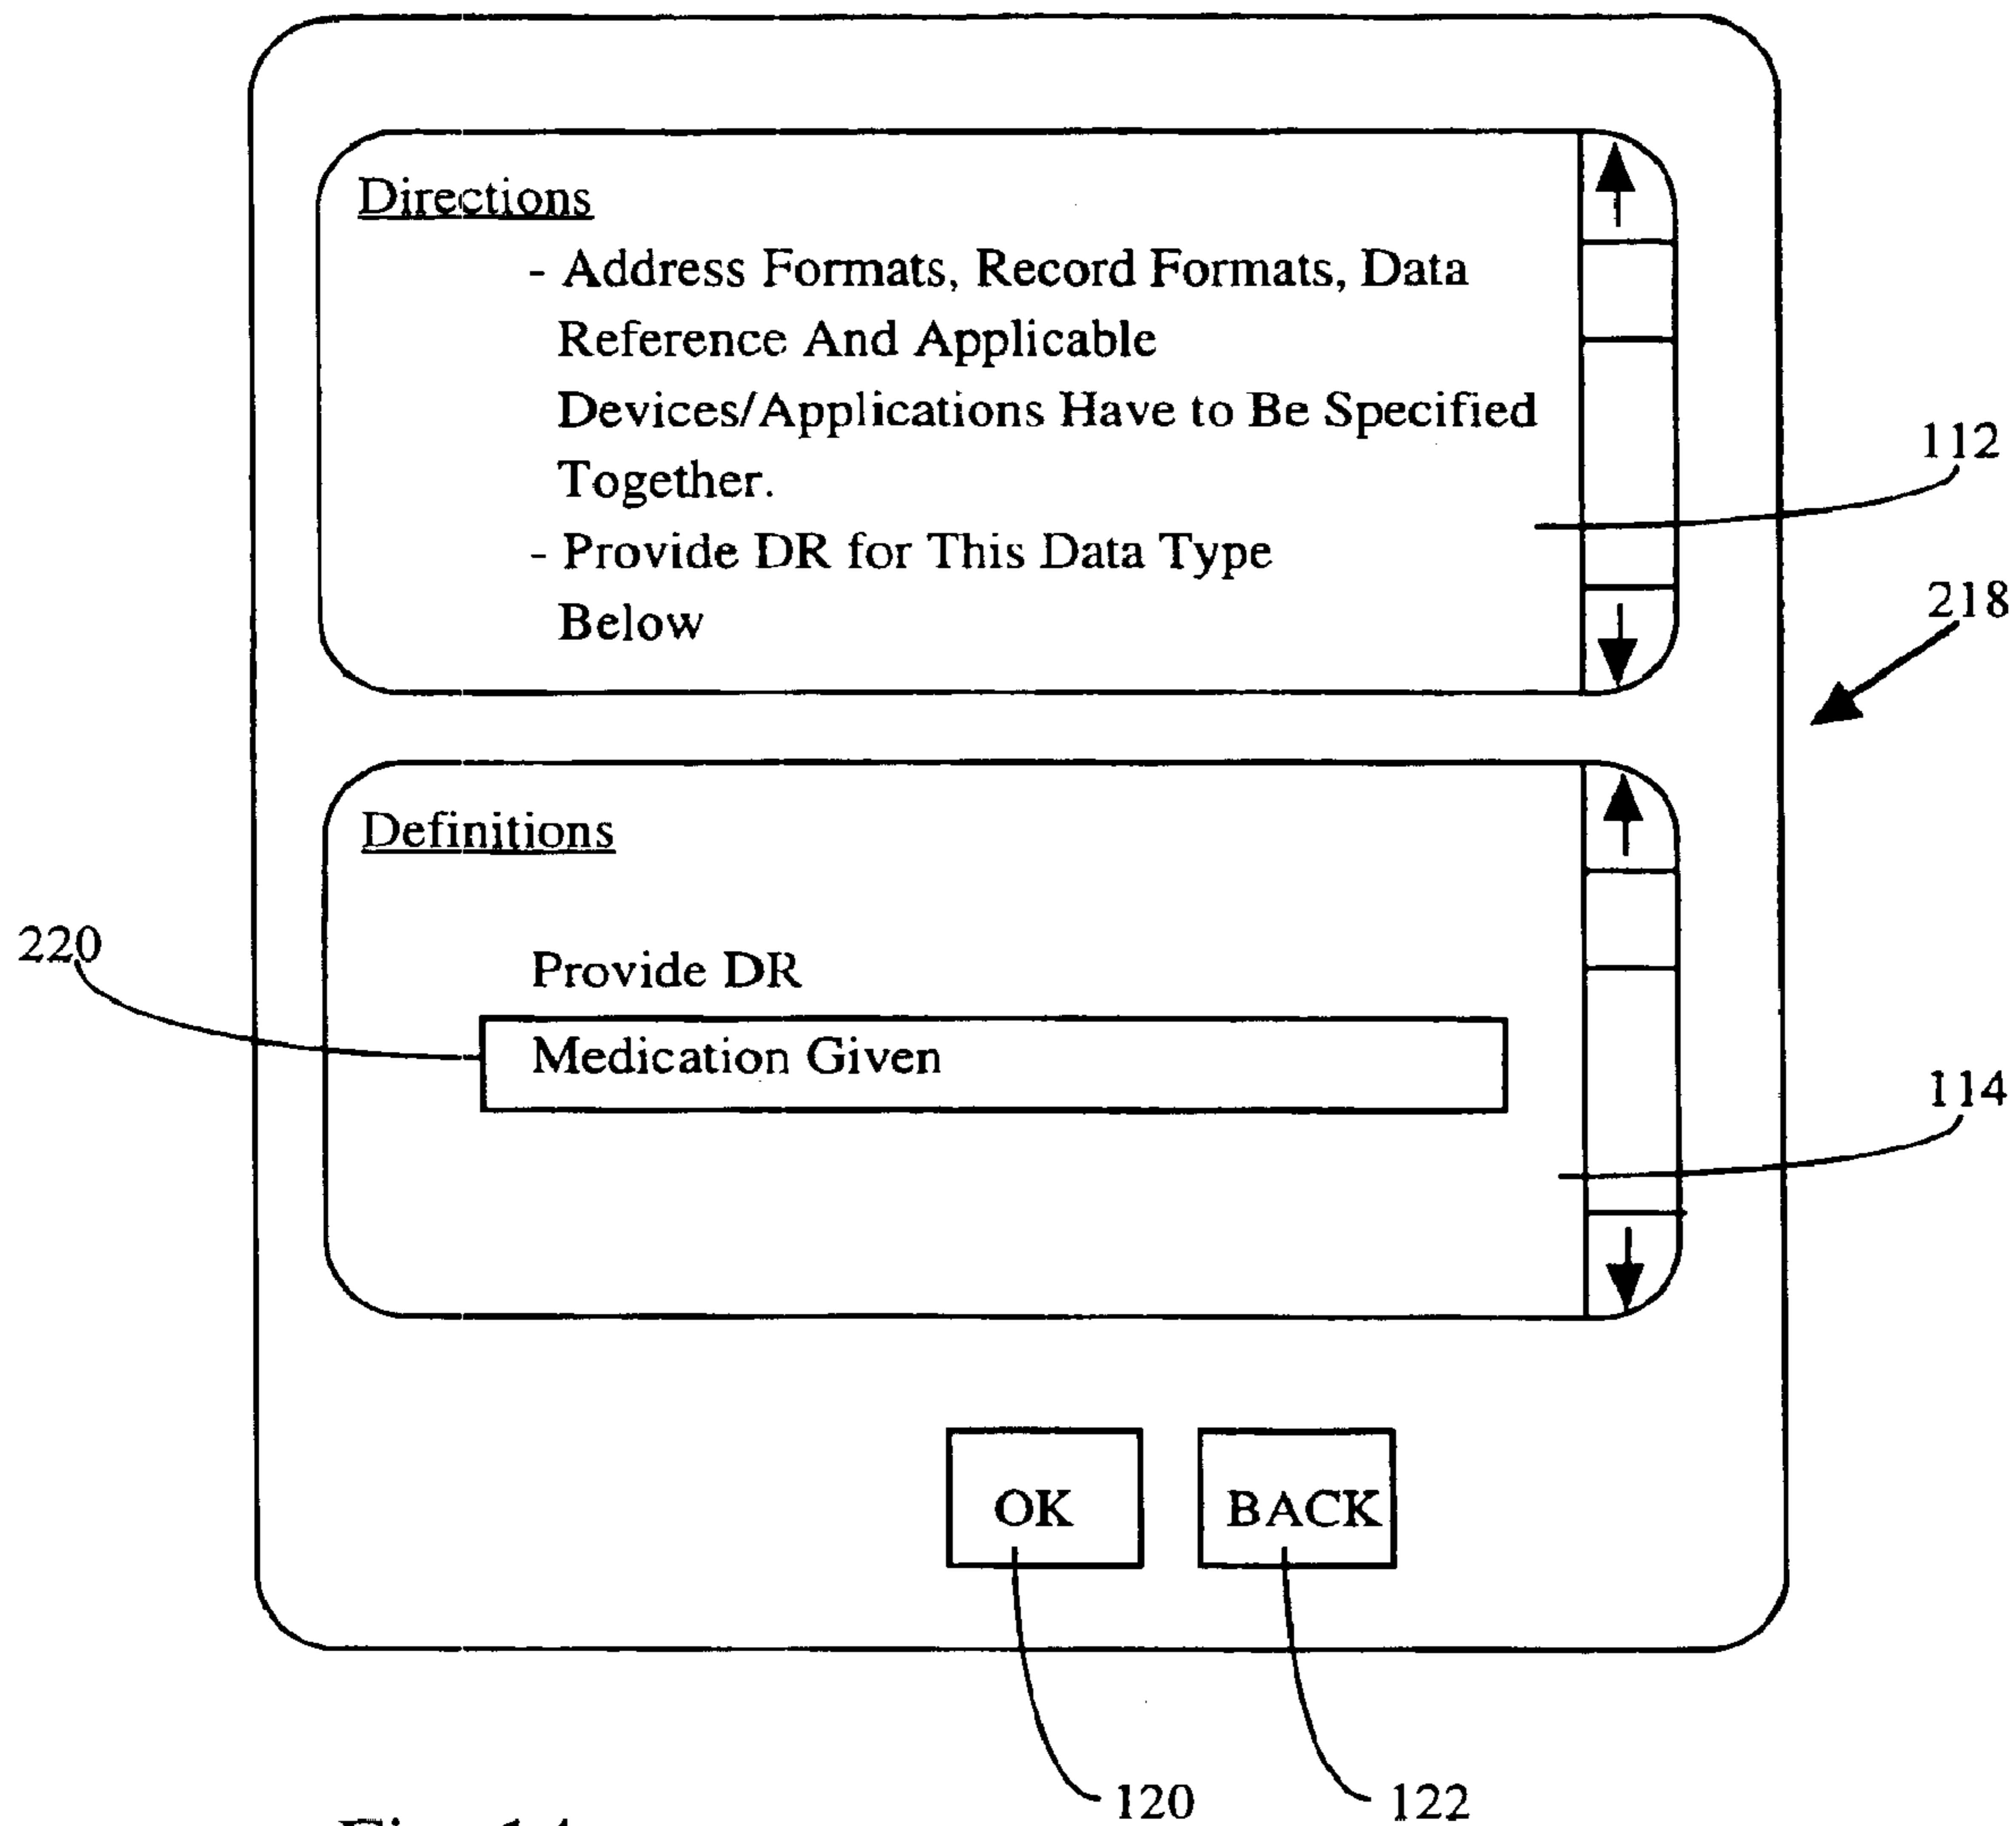 Directions
- Address Formats, Record Formats, Data
Reference And Applicable
Devices/Applications Have to Be Specified
Together.
- Provide DR for This Data Type
Below
112
218
Definitions
220
Provide DR
Medication Given
114
OK
BACK
120
122